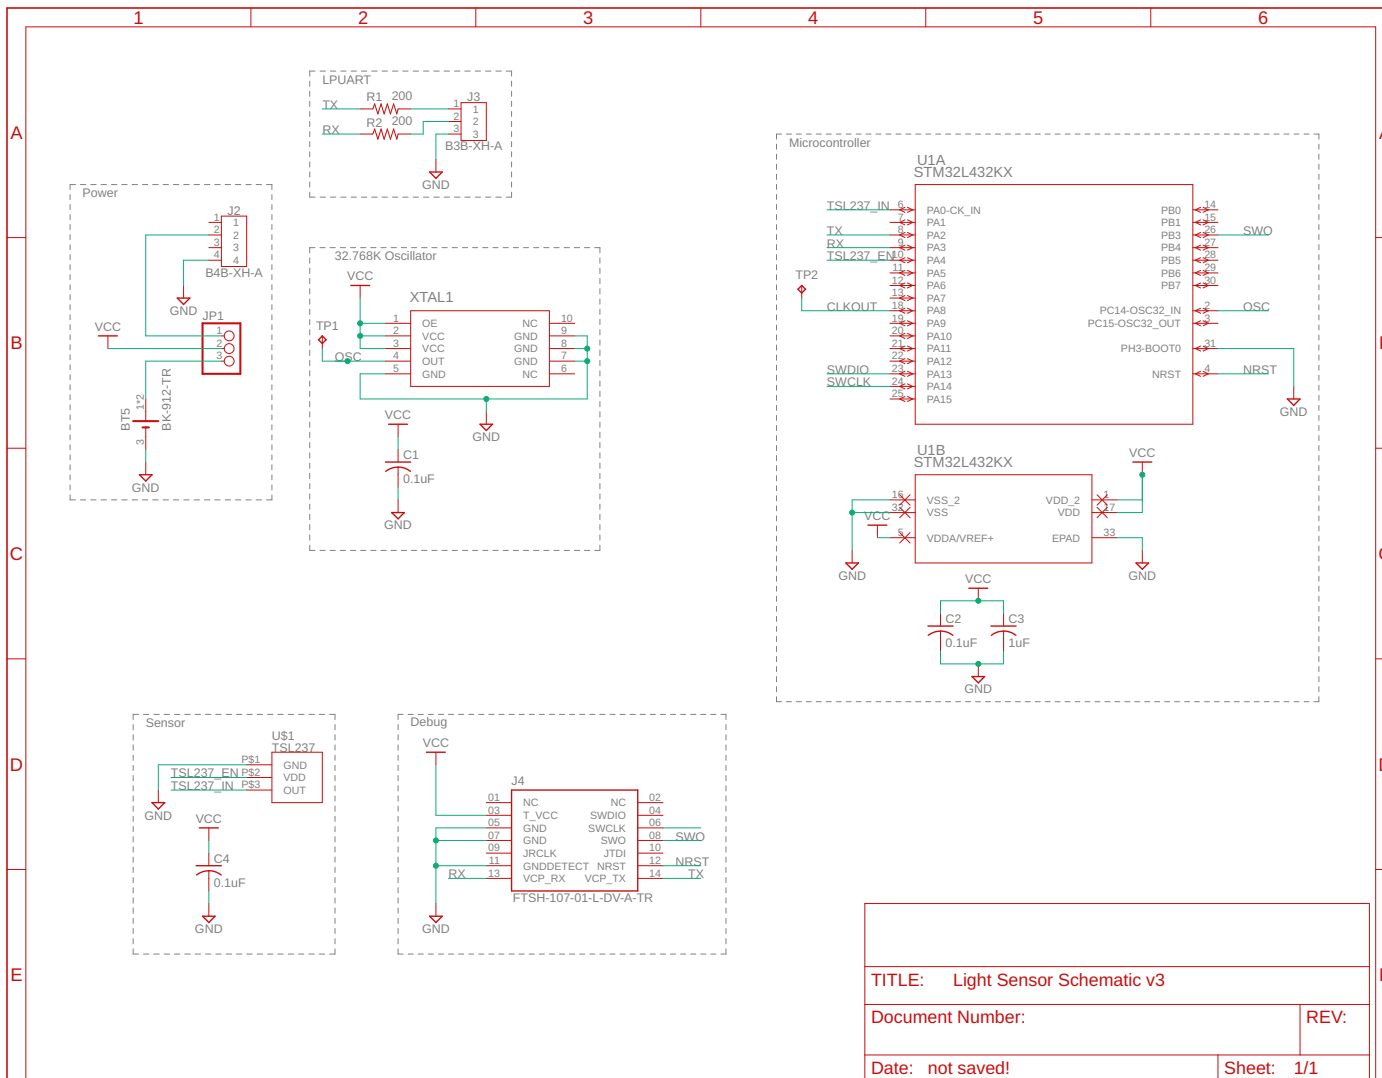 1 2 3 4 5 6
A
B
C
D
E
LPUART
TX R1 200
RX R2 200
J3
1 1
2 2
3 3
B3B-XH-A
GND
Power
J2
1 1
2 2
3 3
4 4
B4B-XH-A
GND
VCC
JP1
1
2
3
BT5
1*2
BK-912-TR
3
GND
32.768K Oscillator
VCC
XTAL1
TP1
OSC
1 OE NC 10
2 VCC GND 9
3 VCC GND 8
4 OUT GND 7
5 GND NC 6
GND
VCC
C1
0.1uF
GND
Microcontroller
U1A
STM32L432KX
TSL237_IN 6 PA0-CK_IN PB0 14
7 PA1 PB1 15
TX 8 PA2 PB3 26 SWO
RX 9 PA3 PB4 27
TSL237_EN 10 PA4 PB5 28
11 PA5 PB6 29
12 PA6 PB7 30
13 PA7
TP2
CLKOUT 18 PA8 PC14-OSC32_IN 2 OSC
19 PA9 PC15-OSC32_OUT 3
20 PA10
21 PA11 PH3-BOOT0 31
22 PA12
SWDIO 23 PA13 NRST 4 NRST
SWCLK 24 PA14
25 PA15
GND
U1B
STM32L432KX
VCC
16 VSS_2 VDD_2 1
32 VSS VDD 17
VCC
5 VDDA/VREF+ EPAD 33
GND
GND
VCC
C2
0.1uF
C3
1uF
GND
Sensor
U$1
TSL237
P$1 GND
TSL237_EN P$2 VDD
TSL237_IN P$3 OUT
GND
VCC
C4
0.1uF
GND
Debug
VCC
J4
01 NC NC 02
03 T_VCC SWDIO 04
05 GND SWCLK 06
07 GND SWO 08 SWO
09 JRCLK JTDI 10
11 GNDDETECT NRST 12 NRST
RX 13 VCP_RX VCP_TX 14 TX
FTSH-107-01-L-DV-A-TR
GND
TITLE: Light Sensor Schematic v3
Document Number:
REV:
Date: not saved!
Sheet: 1/1